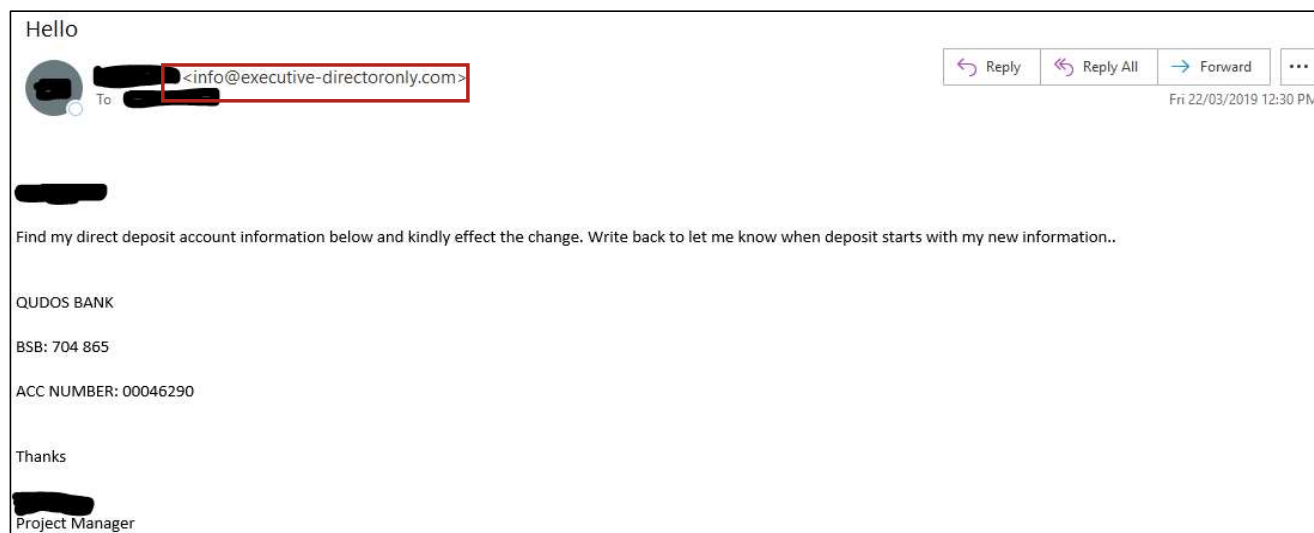 Hello
<info@executive-directoronly.com>
Reply
Reply All
Forward
To
Fri 22/03/2019 12:30 PM
Find my direct deposit account information below and kindly effect the change. Write back to let me know when deposit starts with my new information..
QUDOS BANK
BSB: 704 865
ACC NUMBER: 00046290
Thanks
Project Manager